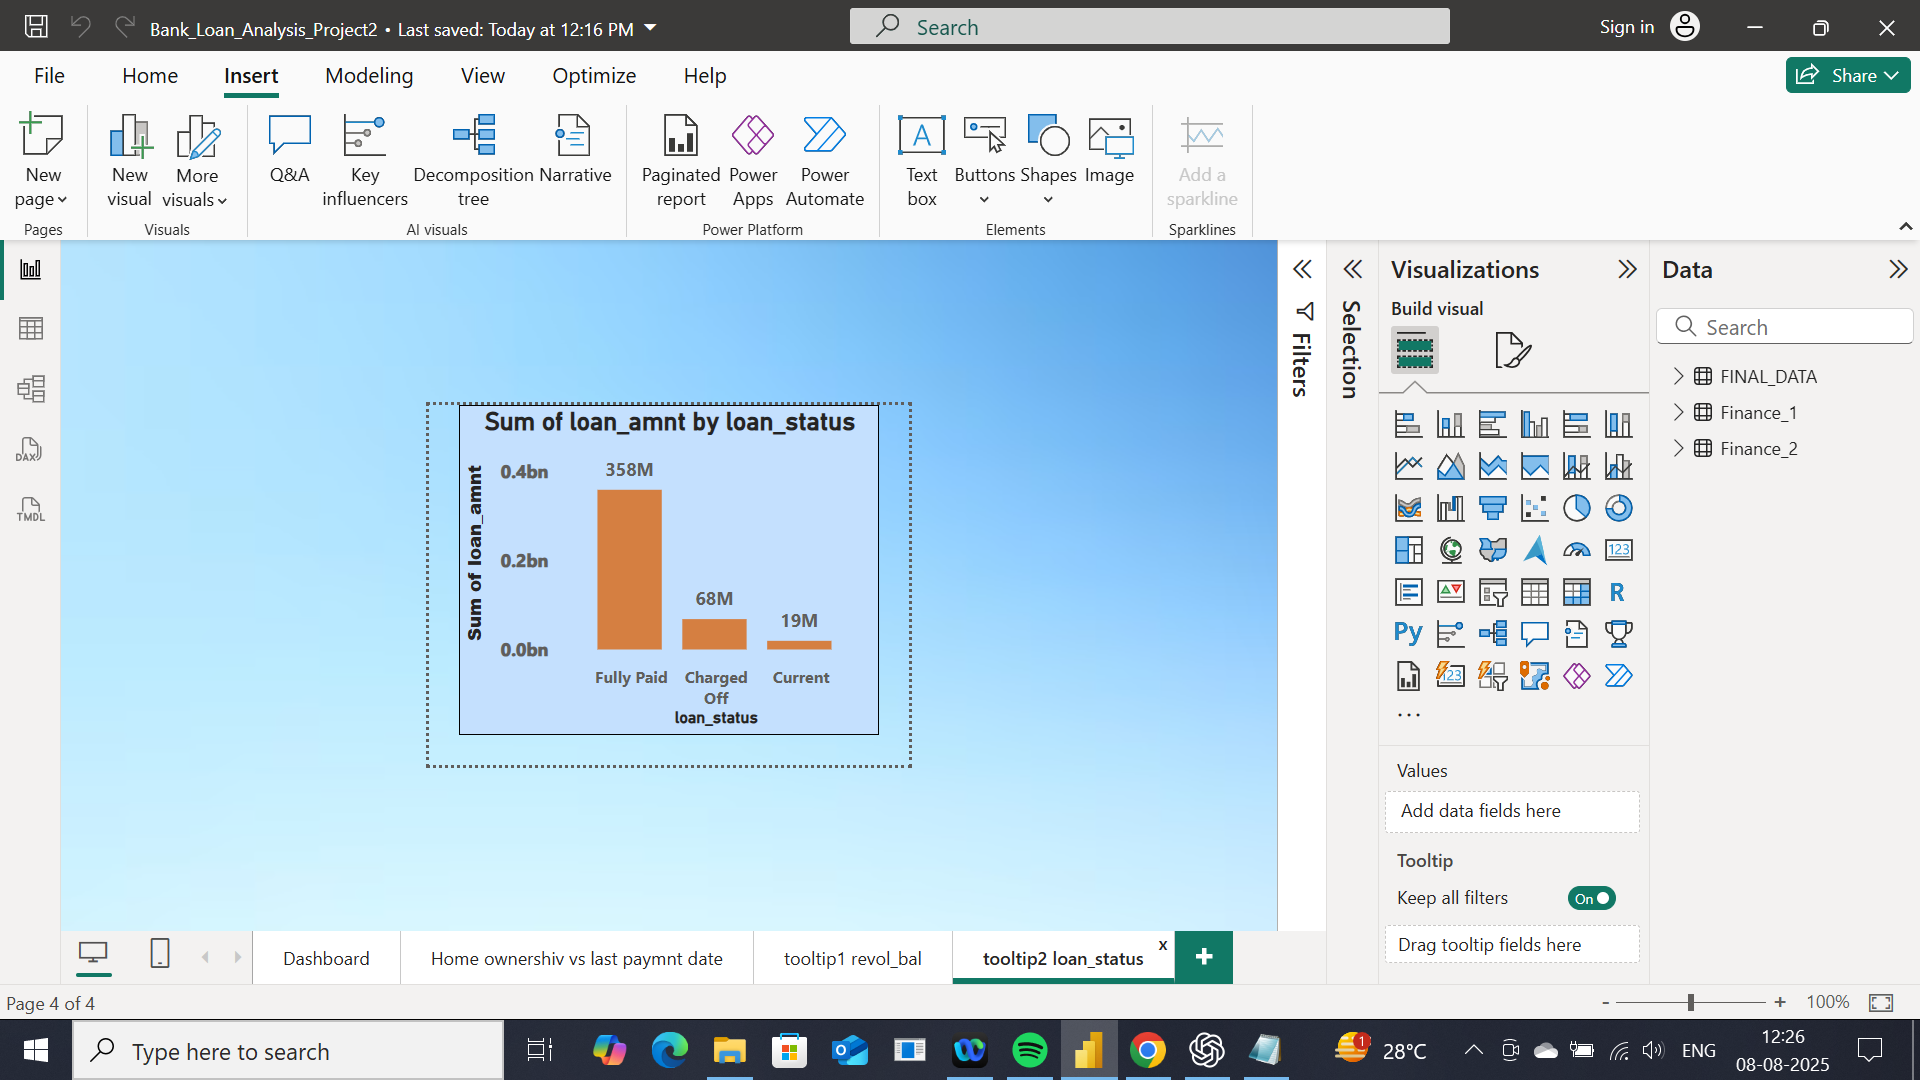 Bank_Loan_Analysis_Project2 • Last saved: Today at 12:16 PM
Search
Sign in
File
Home
Insert
Modeling
View
Optimize
Help
Share
New page
New visual
More visuals
Q&A
Key influencers
Decomposition tree
Narrative
Paginated report
Power Apps
Power Automate
Text box
Buttons
Shapes
Image
Add a sparkline
Pages
Visuals
AI visuals
Power Platform
Elements
Sparklines
DAX
TMDL
Sum of loan_amnt by loan_status
Sum of loan_amnt
0.4bn
0.2bn
0.0bn
358M
68M
19M
Fully Paid
Charged Off
Current
loan_status
Filters
Selection
Visualizations
Build visual
123
R
Py
123
Values
Add data fields here
Tooltip
Keep all filters
On
Drag tooltip fields here
Data
Search
FINAL_DATA
Finance_1
Finance_2
Dashboard
Home ownershiv vs last paymnt date
tooltip1 revol_bal
tooltip2 loan_status
x
+
Page 4 of 4
- + 100%
Type here to search
1
28°C
ENG
12:26
08-08-2025